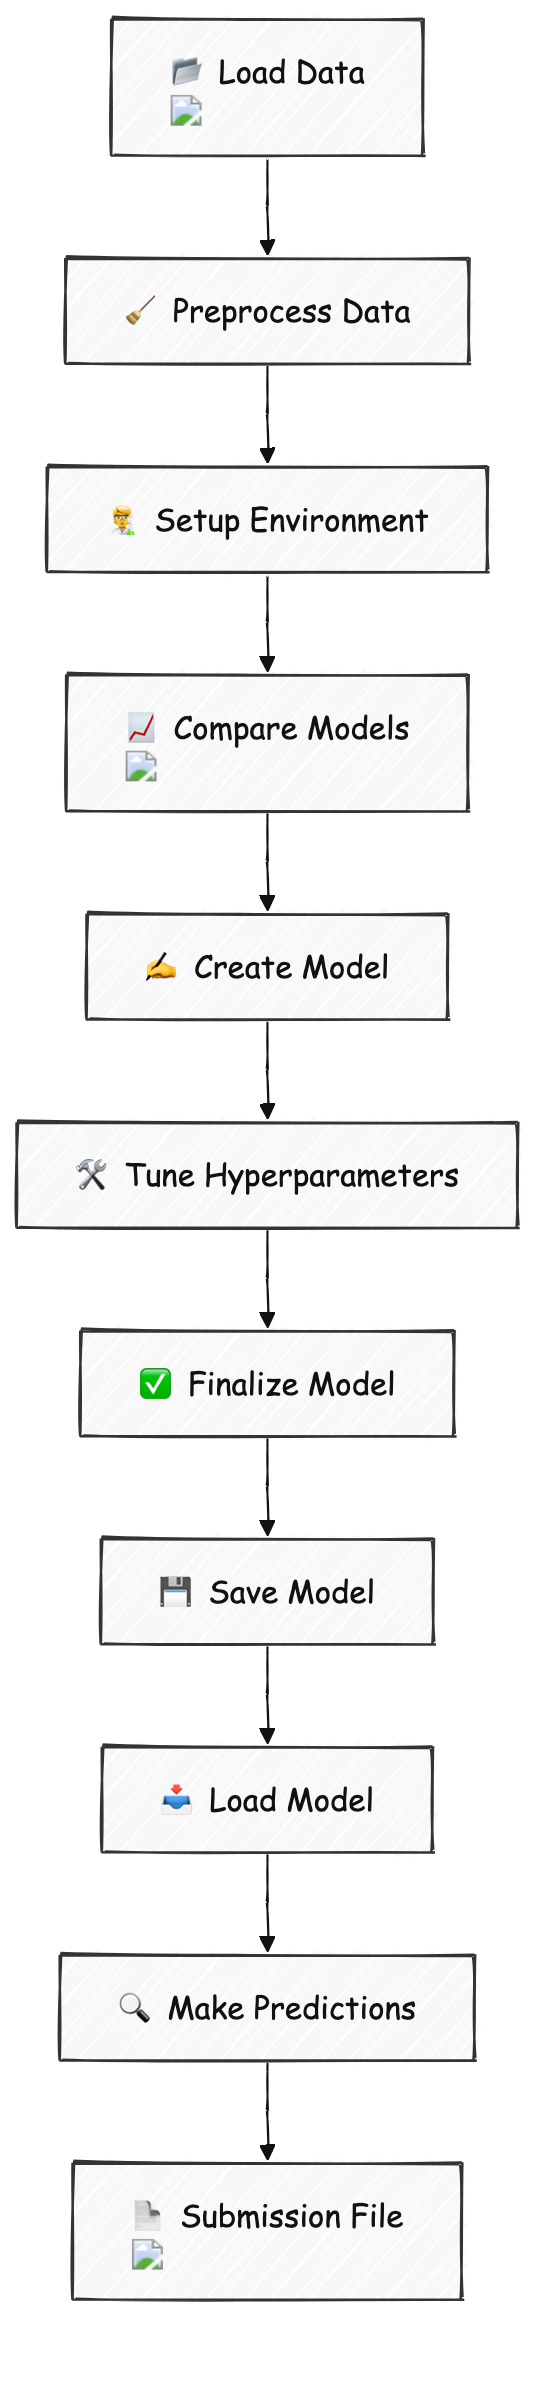 Load Data
Preprocess Data
Setup Environment
Compare Models
Create Model
Tune Hyperparameters
Finalize Model
Save Model
Load Model
Make Predictions
Submission File